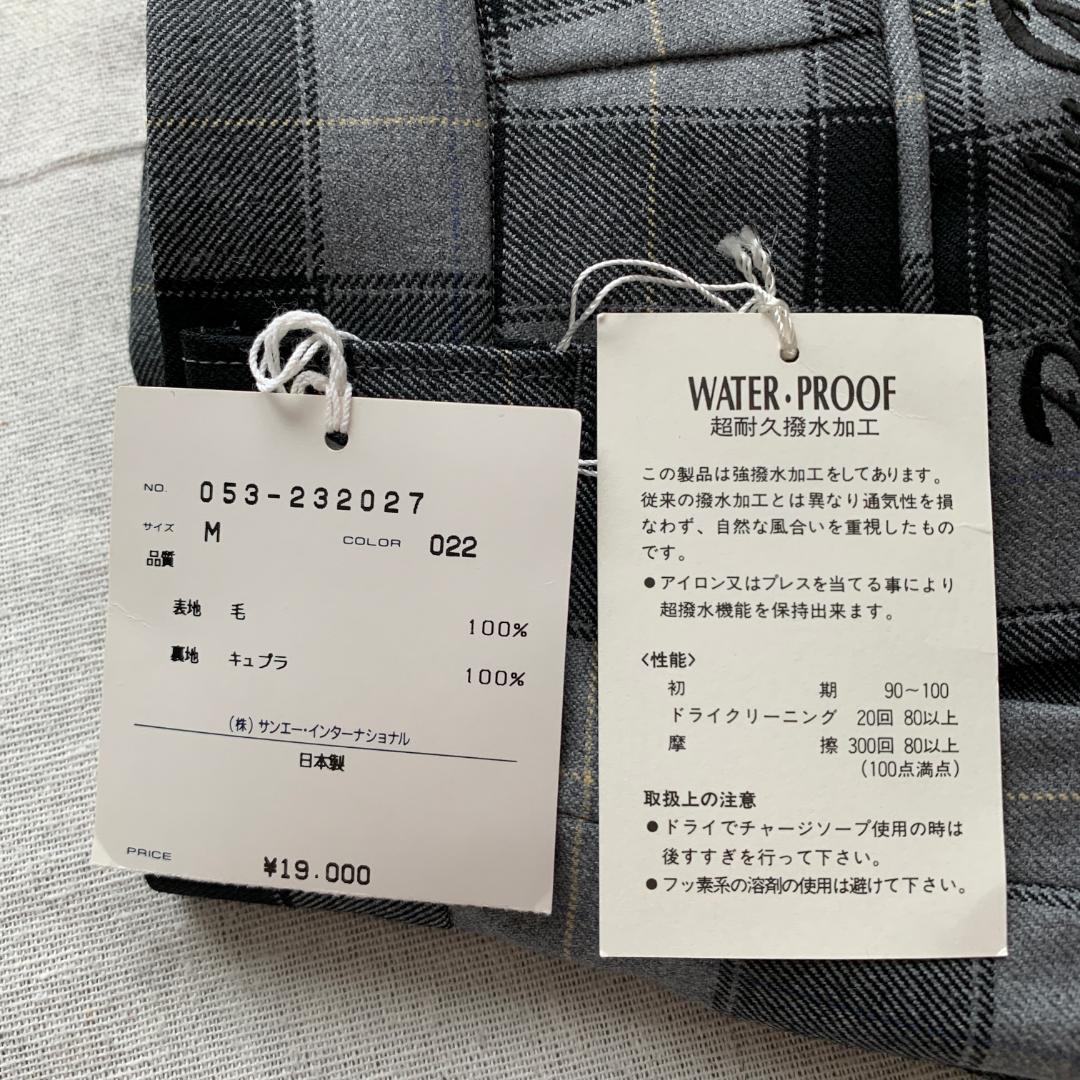 NO. 053-232027
サイズ M COLOR 022
品質
表地 毛 100%
裏地 キュプラ 100%
(株) サンエー・インターナショナル
日本製
PRICE ¥19.000
WATER・PROOF
超耐久撥水加工
この製品は強撥水加工をしてあります。
従来の撥水加工とは異なり通気性を損
なわず、自然な風合いを重視したもの
です。
●アイロン又はプレスを当てる事により
超撥水機能を保持出来ます。
〈性能〉
初期 90～100
ドライクリーニング 20回 80以上
摩擦 300回 80以上
(100点満点)
取扱上の注意
●ドライでチャージソープ使用の時は
後すすぎを行って下さい。
●フッ素系の溶剤の使用は避けて下さい。